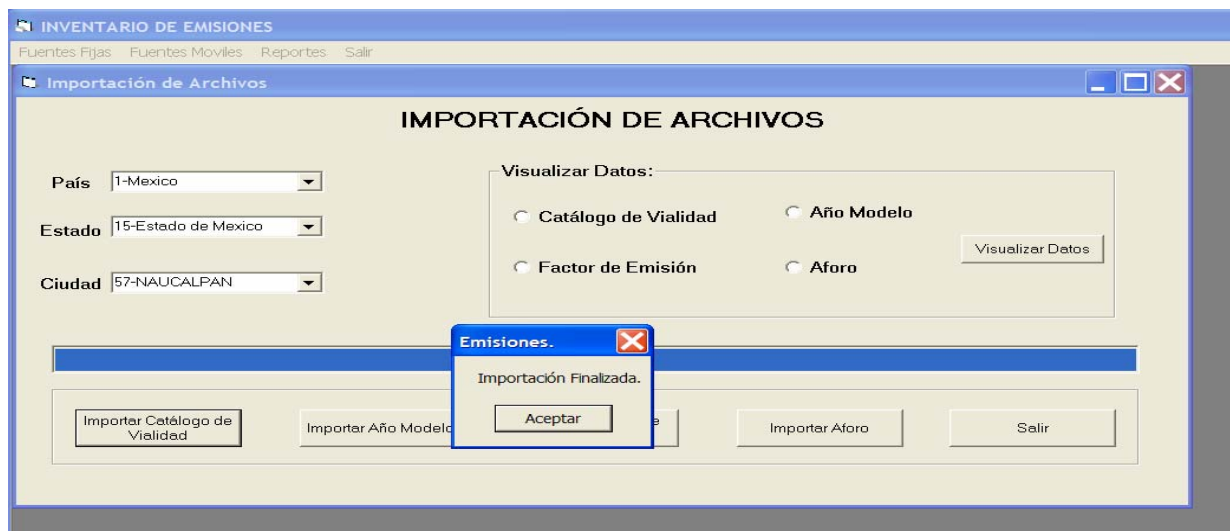 INVENTARIO DE EMISIONES
Fuentes Fijas Fuentes Moviles Reportes Salir
Importación de Archivos
IMPORTACIÓN DE ARCHIVOS
País 1-Mexico
Estado 15-Estado de Mexico
Ciudad 57-NAUCALPAN
Visualizar Datos:
Catálogo de Vialidad
Año Modelo
Factor de Emisión
Aforo
Visualizar Datos
Emisiones.
Importación Finalizada.
Aceptar
Importar Catálogo de
Vialidad
Importar Año Modelo
Importar Aforo
Salir